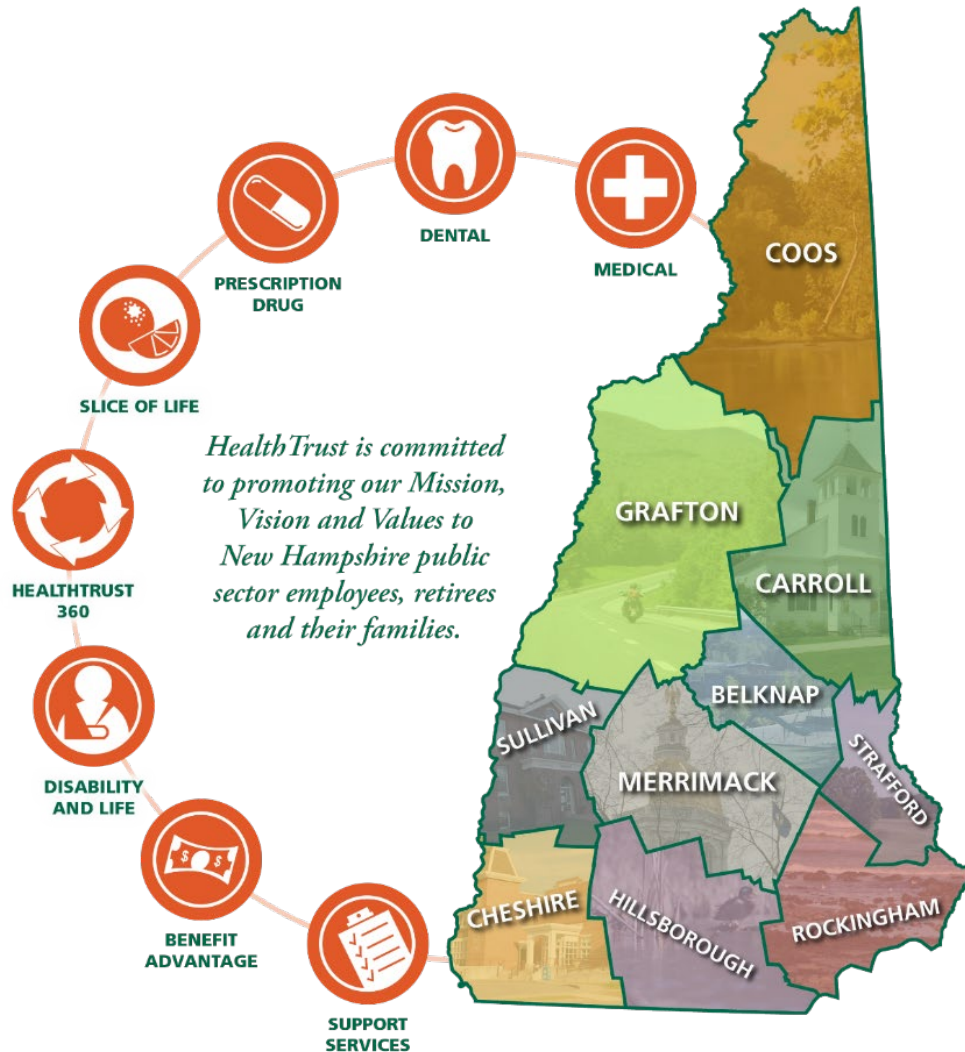 DENTAL
MEDICAL
PRESCRIPTION
DRUG
SLICE OF LIFE
HEALTHTRUST
360
DISABILITY
AND LIFE
BENEFIT
ADVANTAGE
SUPPORT
SERVICES
HealthTrust is committed
to promoting our Mission,
Vision and Values to
New Hampshire public
sector employees, retirees
and their families.
COOS
GRAFTON
CARROLL
BELKNAP
SULLIVAN
MERRIMACK
STRAFFORD
CHESHIRE
HILLSBOROUGH
ROCKINGHAM
$ $